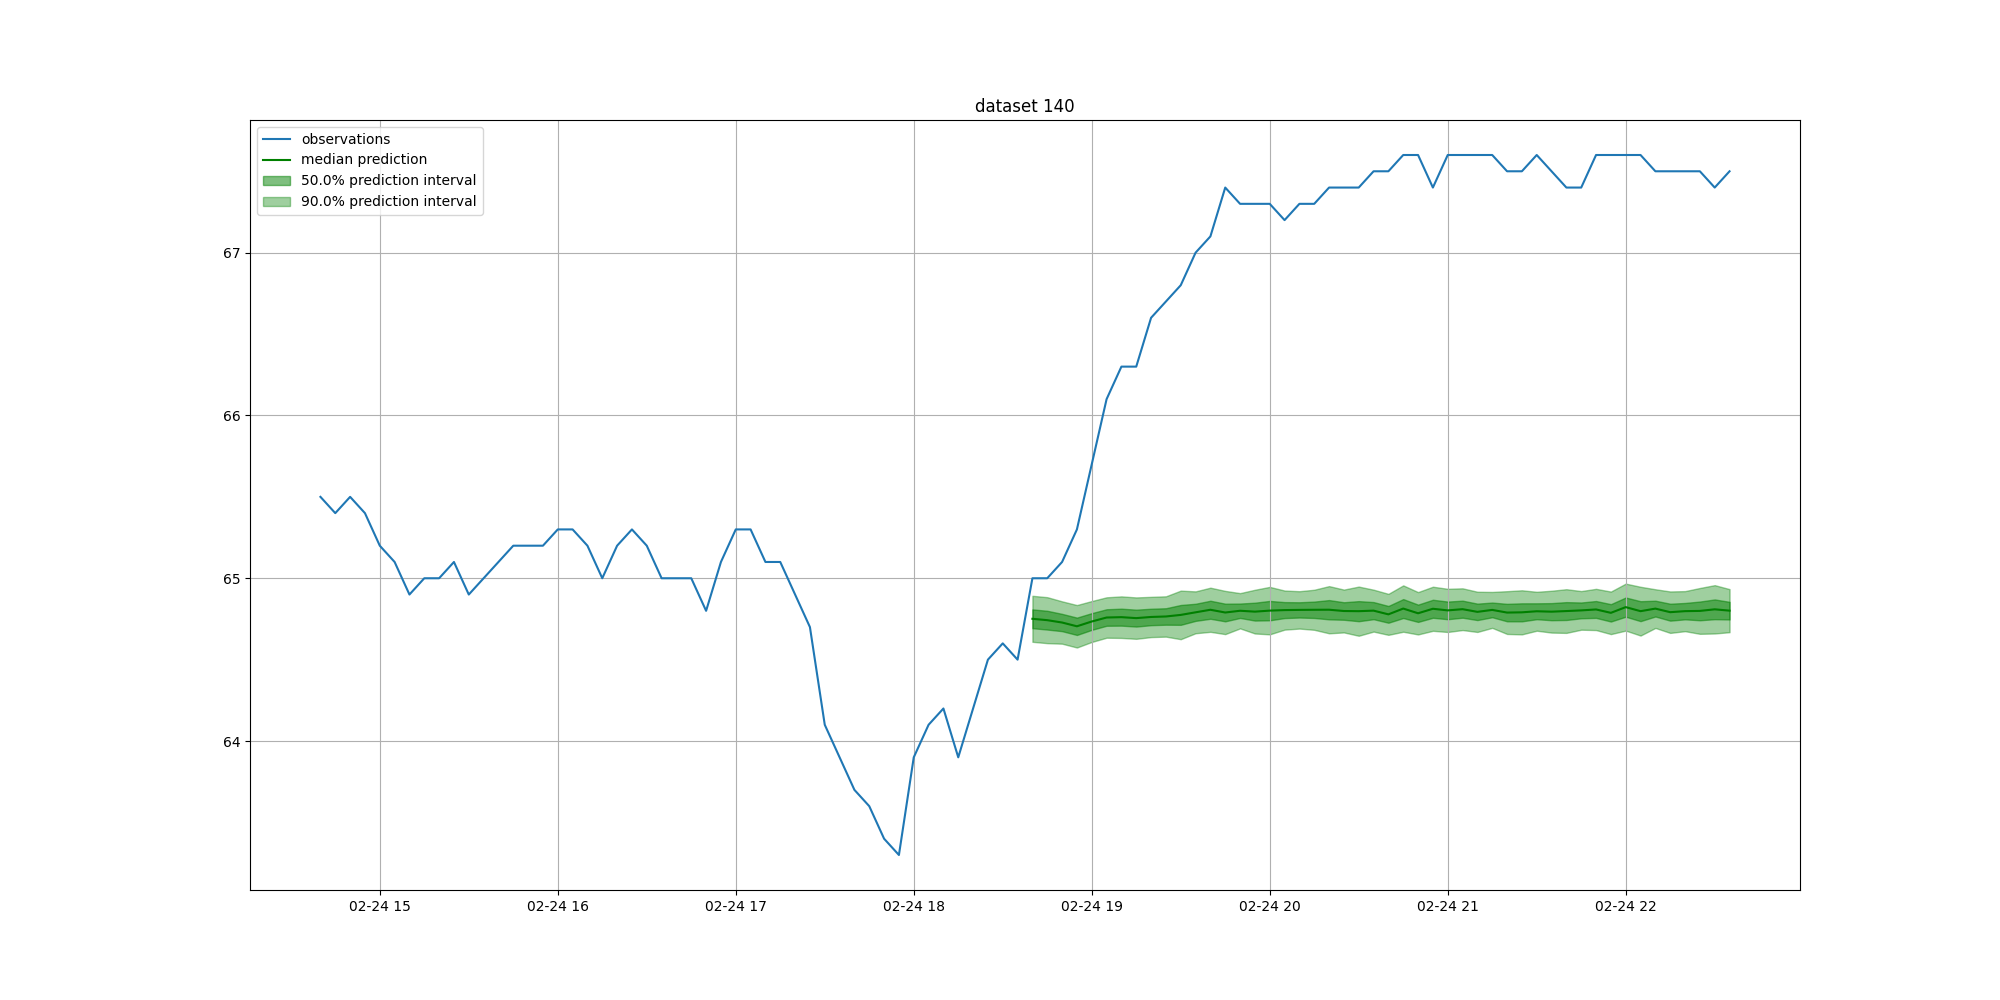 dataset 140
observations
median prediction
50.0% prediction interval
90.0% prediction interval
67
66
65
64
02-24 15
02-24 16
02-24 17
02-24 18
02-24 19
02-24 20
02-24 21
02-24 22